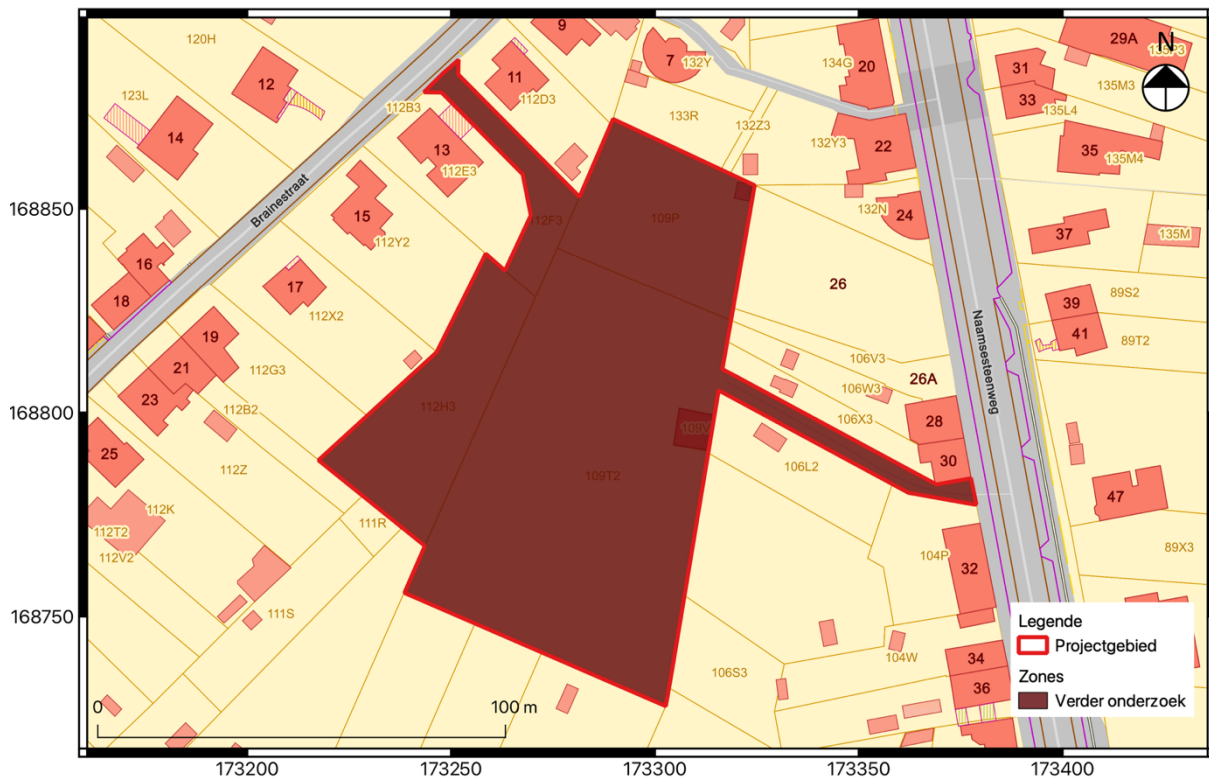 120H
9
7
132Y
134G
20
29A
N
135P3
31
135M3
12
11
112D3
123L
112B3
33
135L4
14
133R
132Z3
132Y3
22
35
135M4
13
112E3
168850
Brainestraat
15
112Y2
112F3
109P
132N
24
37
135M
16
18
17
112X2
26
39
89S2
41
89T2
19
21
112G3
Naamsesteenweg
106V3
26A
106W3
23
112B2
168800
112H3
109V
106X3
28
25
112Z
106L2
30
109T2
47
112K
112T2
112V2
111R
104P
89X3
32
111S
168750
104W
34
106S3
36
Legende
Projectgebied
Zones
Verder onderzoek
0
100 m
173200
173250
173300
173350
173400